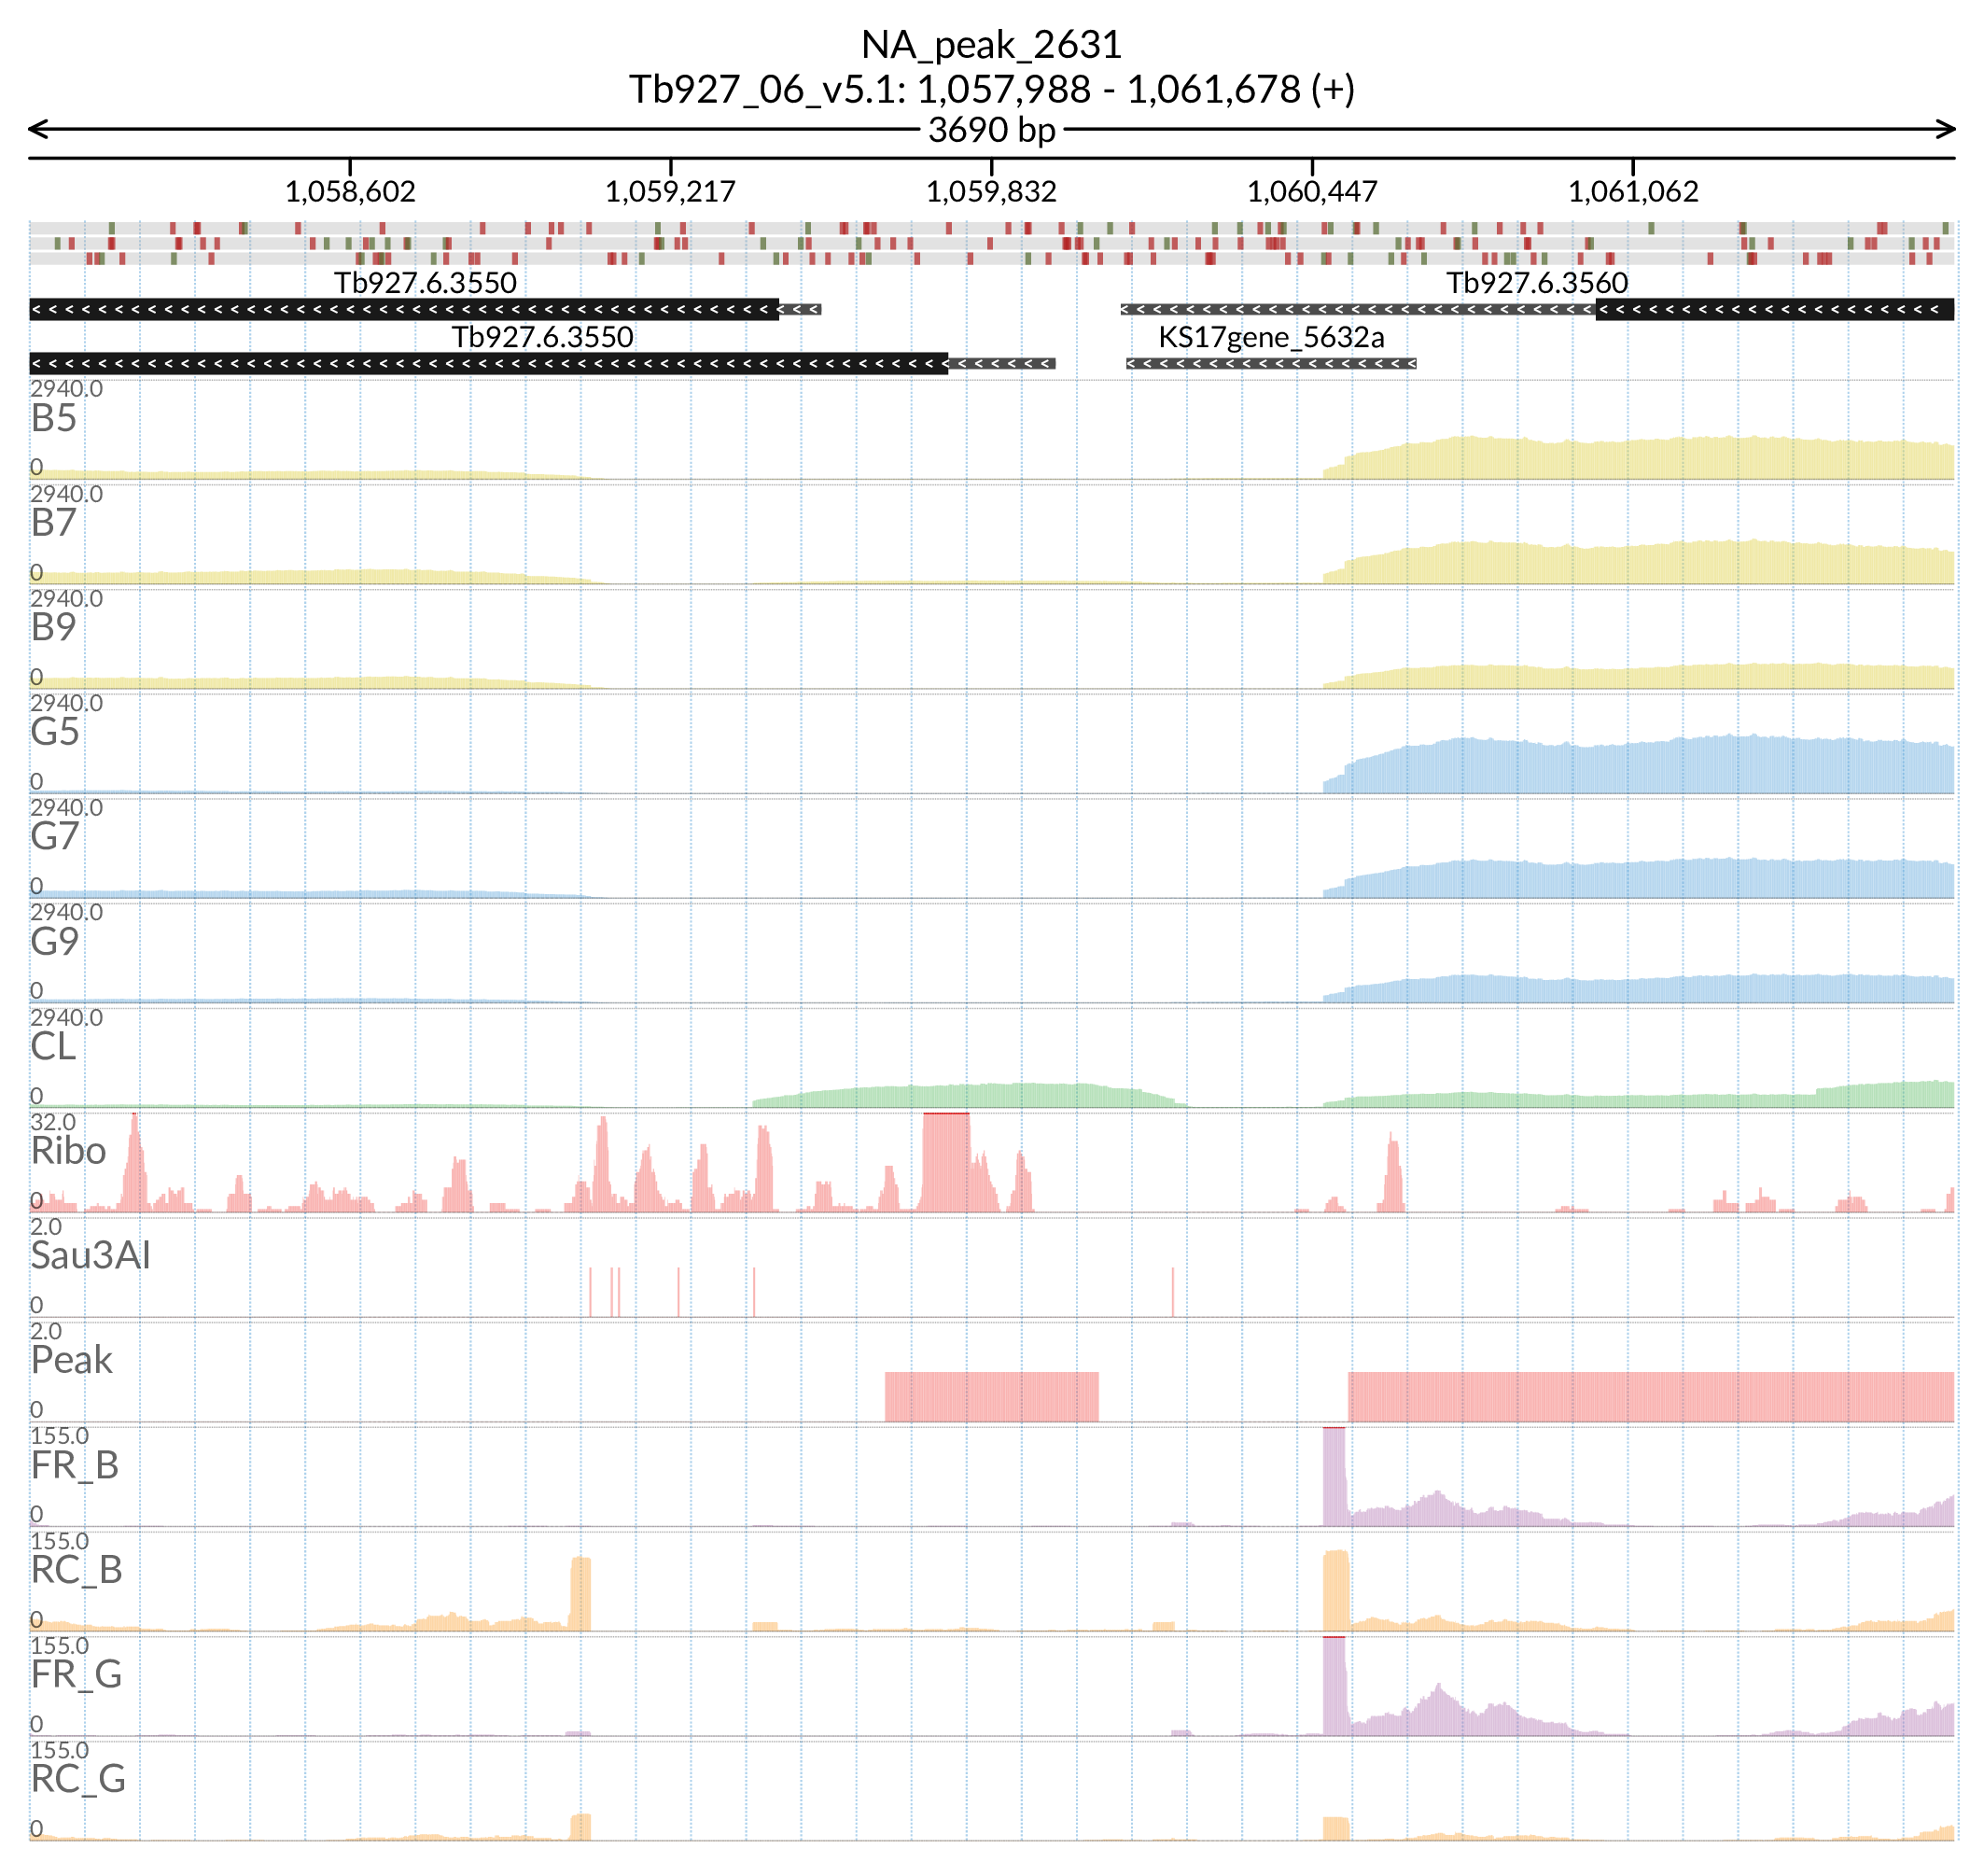 NA_peak_2631
Tb927_06_v5.1: 1,057,988 - 1,061,678 (+)
3690 bp
1,058,602 1,059,217 1,059,832 1,060,447 1,061,062
Tb927.6.3550 Tb927.6.3560
Tb927.6.3550 KS17gene_5632a
2940.0
B5
0
2940.0
B7
0
2940.0
B9
0
2940.0
G5
0
2940.0
G7
0
2940.0
G9
0
2940.0
CL
0
32.0
Ribo
0
2.0
Sau3AI
0
2.0
Peak
0
155.0
FR_B
0
155.0
RC_B
0
155.0
FR_G
0
155.0
RC_G
0